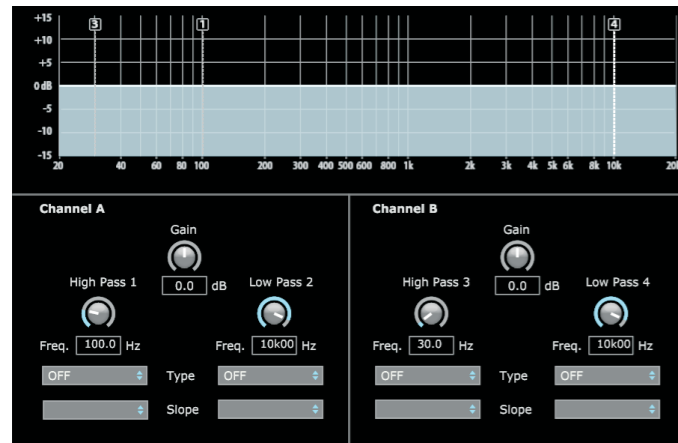 +15
3 1 4
+10
+5
0 dB
-5
-10
-15
20 40 60 80 100 200 300 400 500 600 800 1k 2k 3k 4k 5k 6k 8k 10k 20k
Channel A Channel B
Gain Gain
High Pass 1 0.0 dB Low Pass 2 High Pass 3 0.0 dB Low Pass 4
Freq. 100.0 Hz Freq. 10k00 Hz Freq. 30.0 Hz Freq. 10k00 Hz
OFF Type OFF OFF Type OFF
Slope Slope